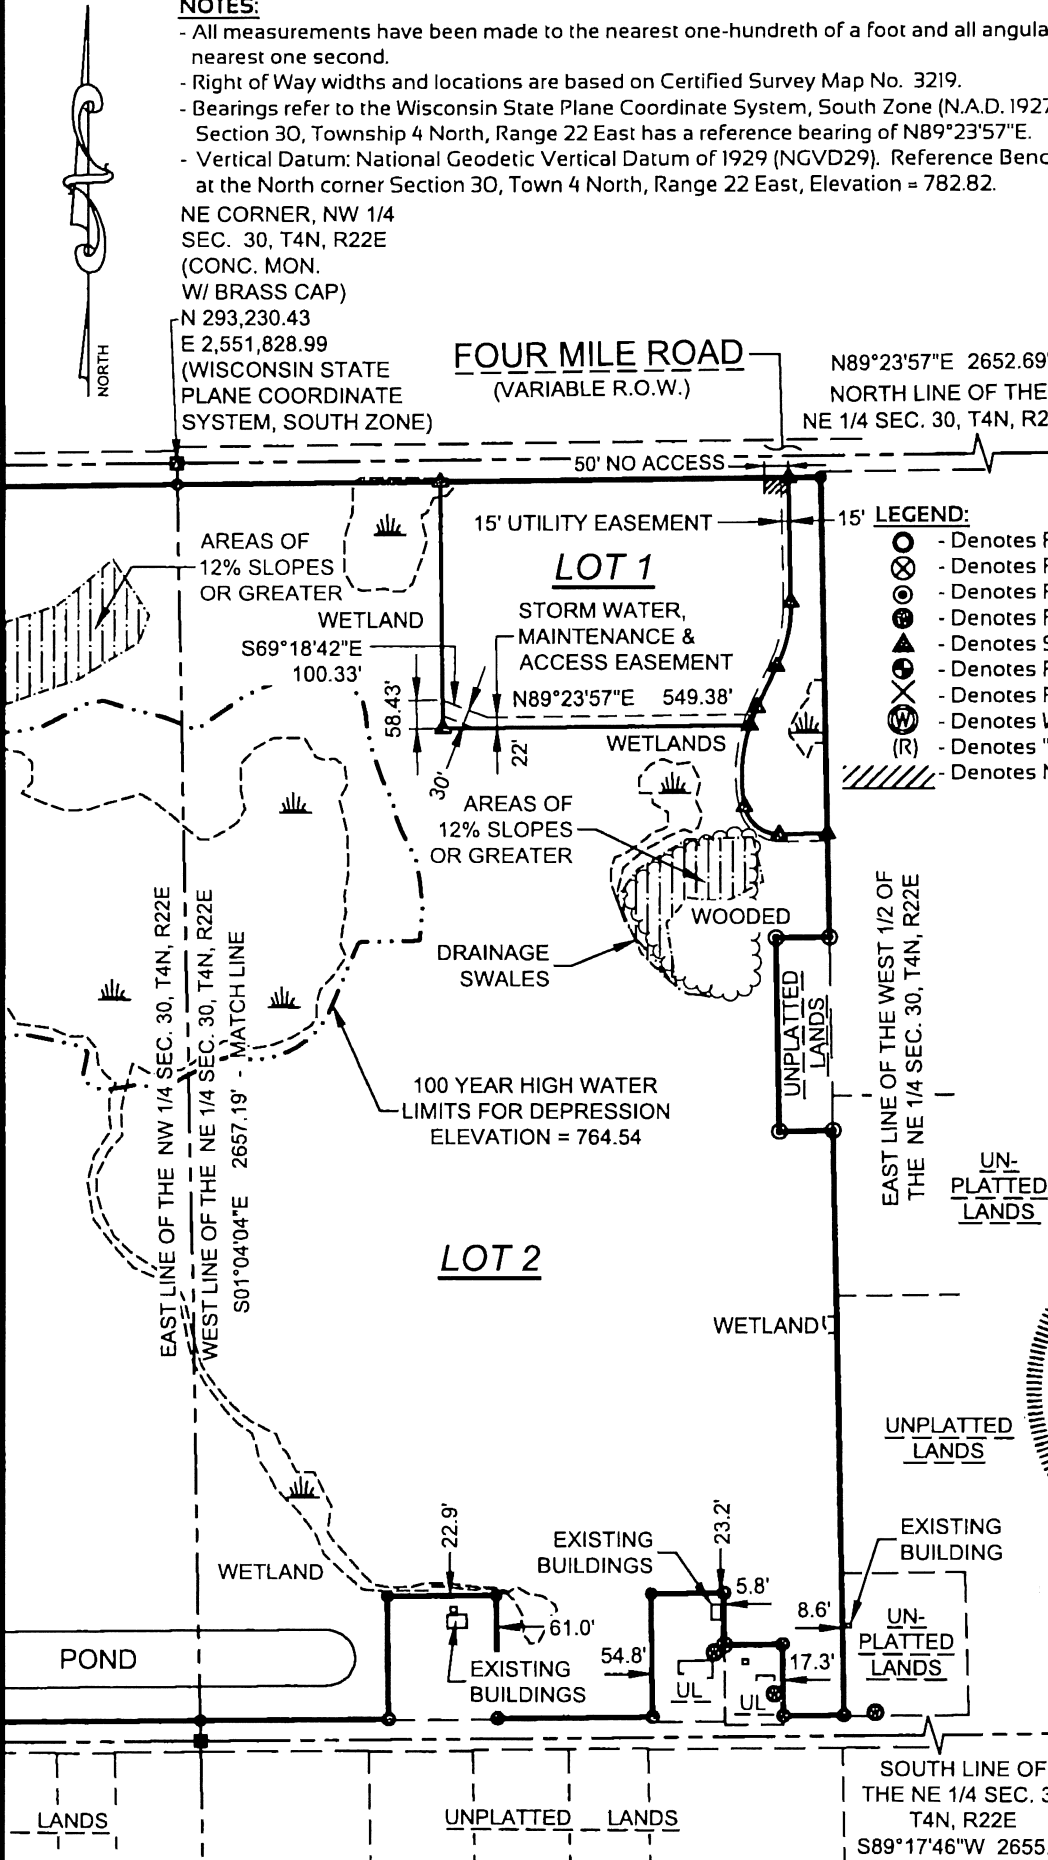 NOTES:
- All measurements have been made to the nearest one-hundreth of a foot and all angula
nearest one second.
- Right of Way widths and locations are based on Certified Survey Map No. 3219.
- Bearings refer to the Wisconsin State Plane Coordinate System, South Zone (N.A.D. 1927
Section 30, Township 4 North, Range 22 East has a reference bearing of N89°23'57"E.
- Vertical Datum: National Geodetic Vertical Datum of 1929 (NGVD29). Reference Benc
at the North corner Section 30, Town 4 North, Range 22 East, Elevation = 782.82.
NORTH
NE CORNER, NW 1/4
SEC. 30, T4N, R22E
(CONC. MON.
W/ BRASS CAP)
N 293,230.43
E 2,551,828.99
(WISCONSIN STATE
PLANE COORDINATE
SYSTEM, SOUTH ZONE)
FOUR MILE ROAD
(VARIABLE R.O.W.)
N89°23'57"E 2652.69'
NORTH LINE OF THE
NE 1/4 SEC. 30, T4N, R2
50' NO ACCESS
15' UTILITY EASEMENT
15'
LEGEND:
- Denotes F
- Denotes F
- Denotes F
- Denotes F
- Denotes S
- Denotes F
- Denotes F
(W) - Denotes W
(R) - Denotes "
- Denotes N
AREAS OF
12% SLOPES
OR GREATER
WETLAND
LOT 1
STORM WATER,
MAINTENANCE &
ACCESS EASEMENT
S69°18'42"E
100.33'
58.43'
N89°23'57"E 549.38'
30'
22'
WETLANDS
AREAS OF
12% SLOPES
OR GREATER
WOODED
DRAINAGE
SWALES
UNPLATTED
LANDS
EAST LINE OF THE WEST 1/2 OF
THE NE 1/4 SEC. 30, T4N, R22E
EAST LINE OF THE NW 1/4 SEC. 30, T4N, R22E
WEST LINE OF THE NE 1/4 SEC. 30, T4N, R22E
S01°04'04"E 2657.19' - MATCH LINE
100 YEAR HIGH WATER
LIMITS FOR DEPRESSION
ELEVATION = 764.54
UN-
PLATTED
LANDS
LOT 2
WETLAND
UNPLATTED
LANDS
22.9'
EXISTING
BUILDINGS
23.2'
EXISTING
BUILDING
WETLAND
5.8'
8.6'
61.0'
UN-
PLATTED
LANDS
POND
EXISTING
BUILDINGS
54.8'
UL
UL
17.3'
SOUTH LINE OF
THE NE 1/4 SEC. 3
T4N, R22E
S89°17'46"W 2655.
LANDS
UNPLATTED LANDS